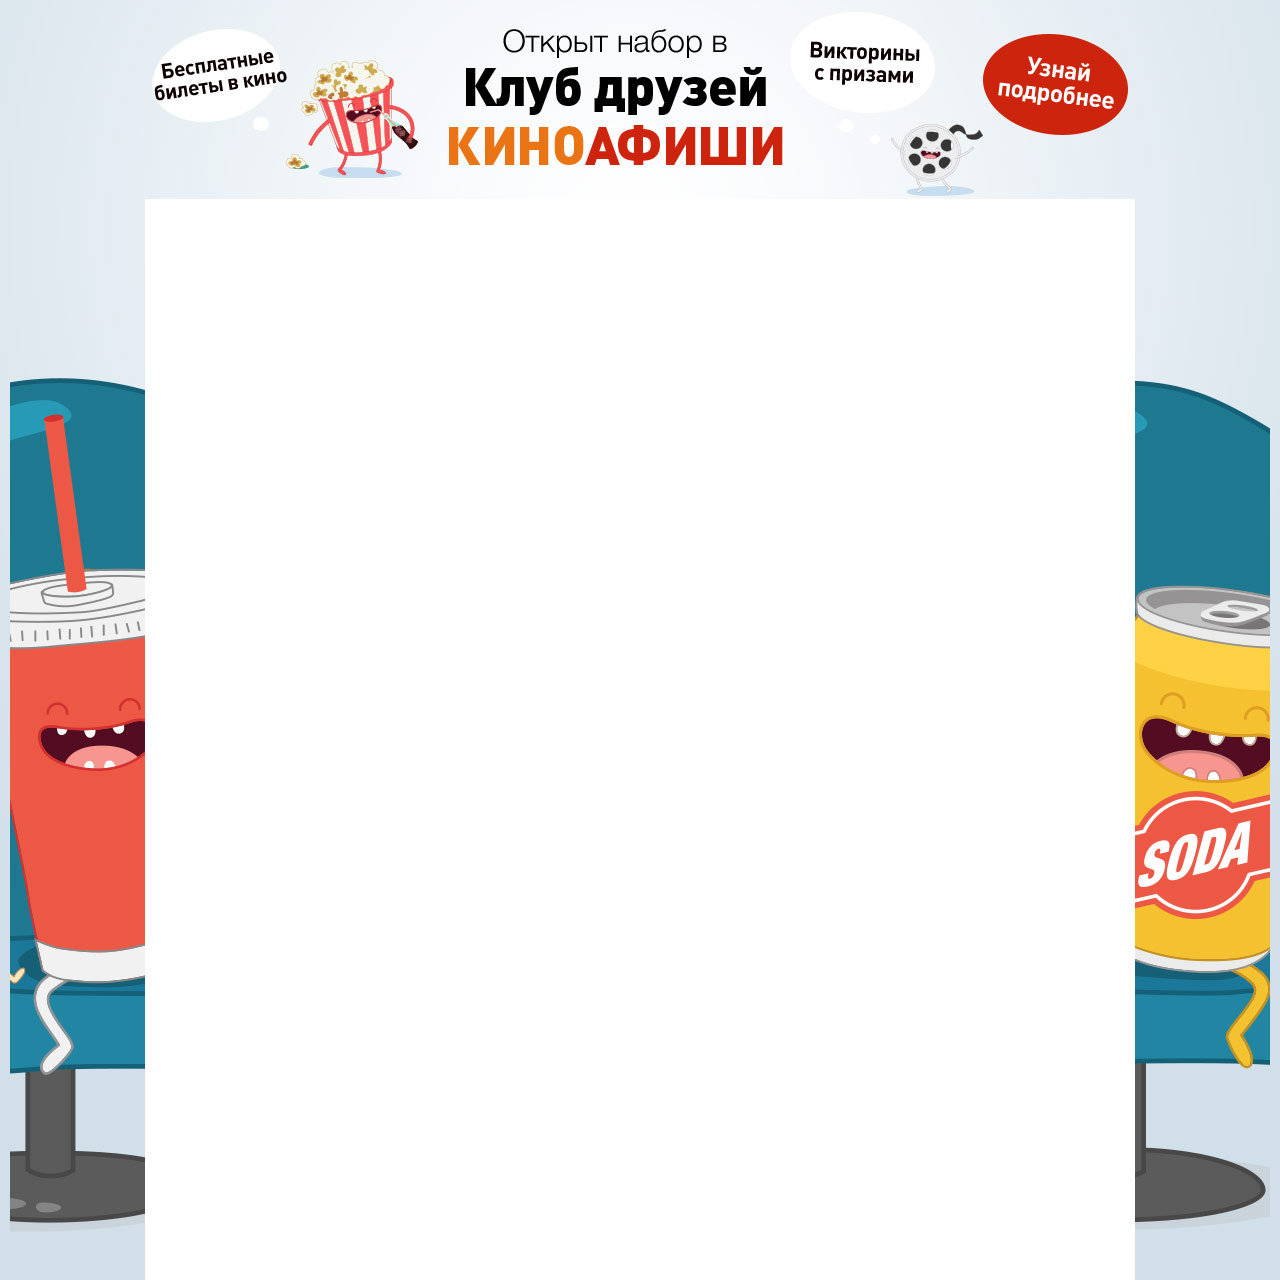 Бесплатные
билеты в кино
Открыт набор в
Клуб друзей
КИНОАФИШИ
Викторины
с призами
Узнай
подробнее
SODA